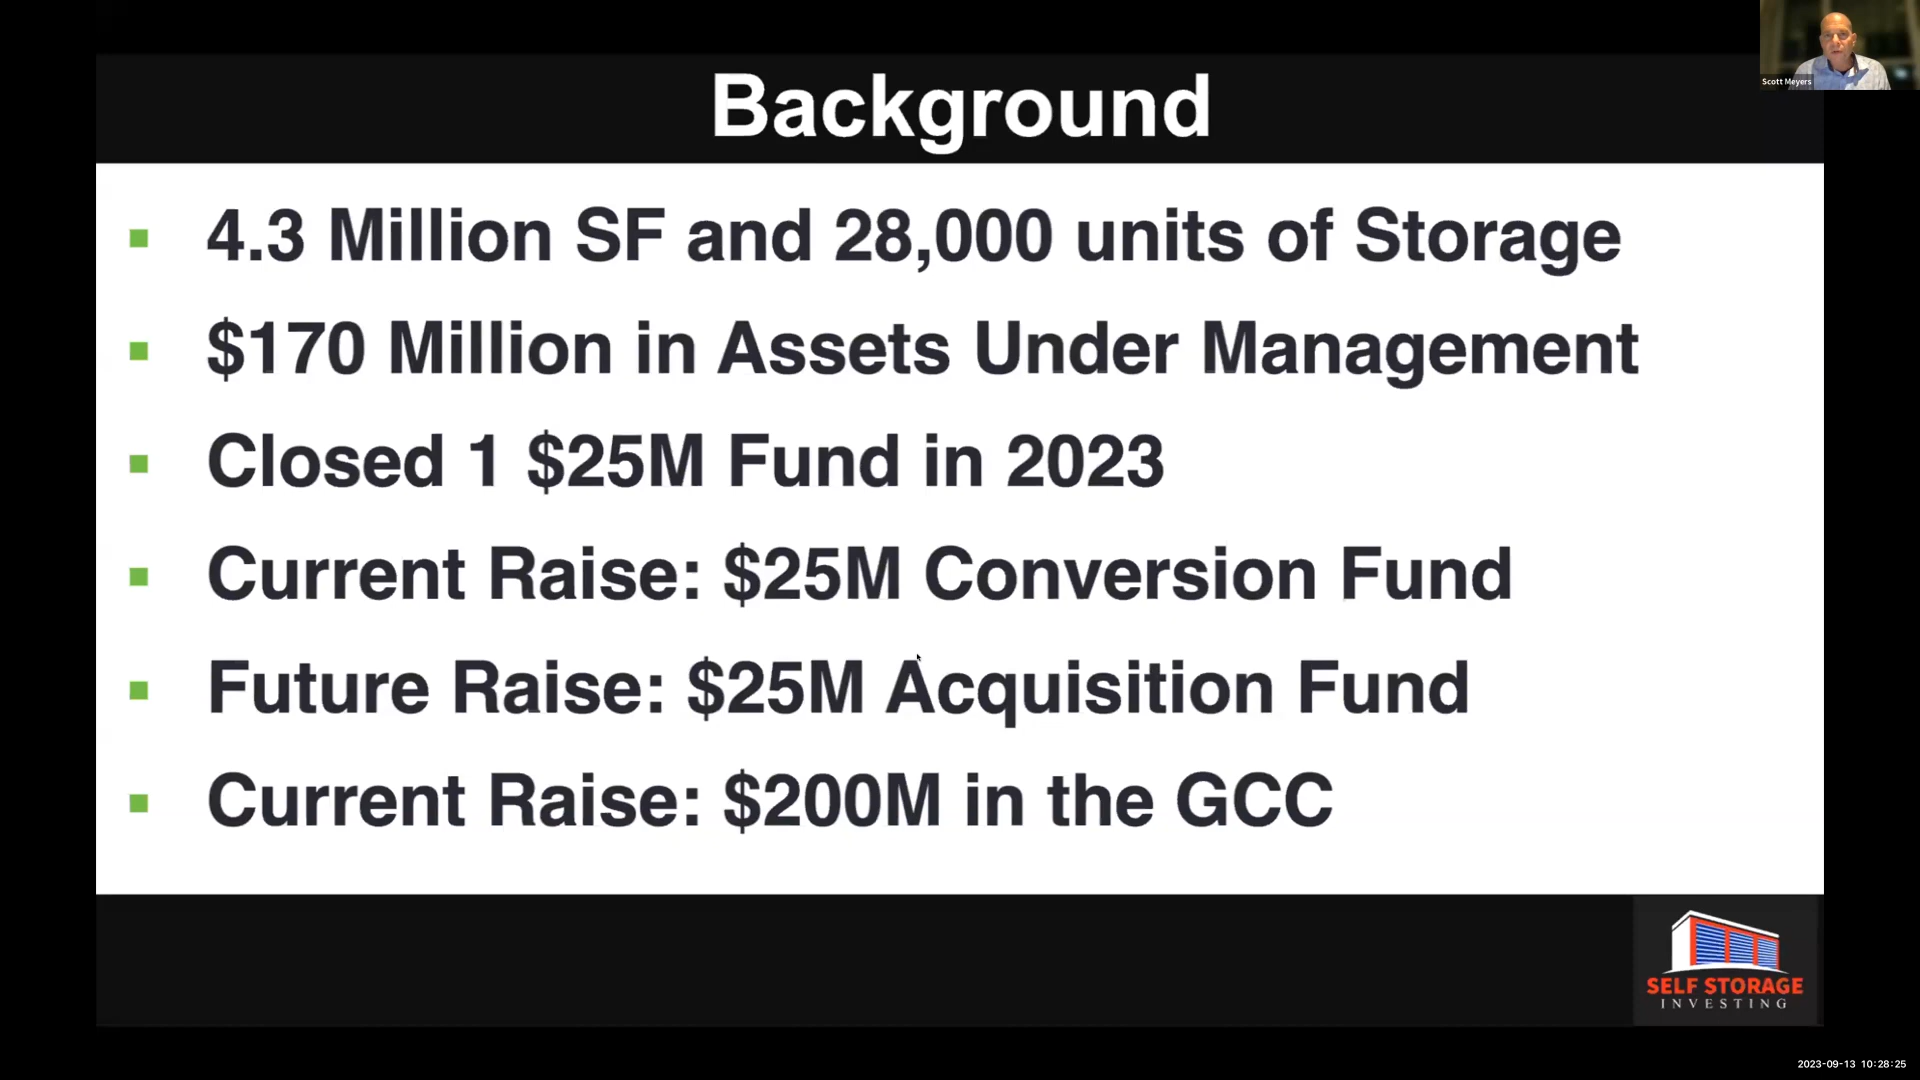 Scott Meyers
Background
4.3 Million SF and 28,000 units of Storage
$170 Million in Assets Under Management
Closed 1 $25M Fund in 2023
Current Raise: $25M Conversion Fund
Future Raise: $25M Acquisition Fund
Current Raise: $200M in the GCC
SELF STORAGE
INVESTING
2023-09-13 10:28:25